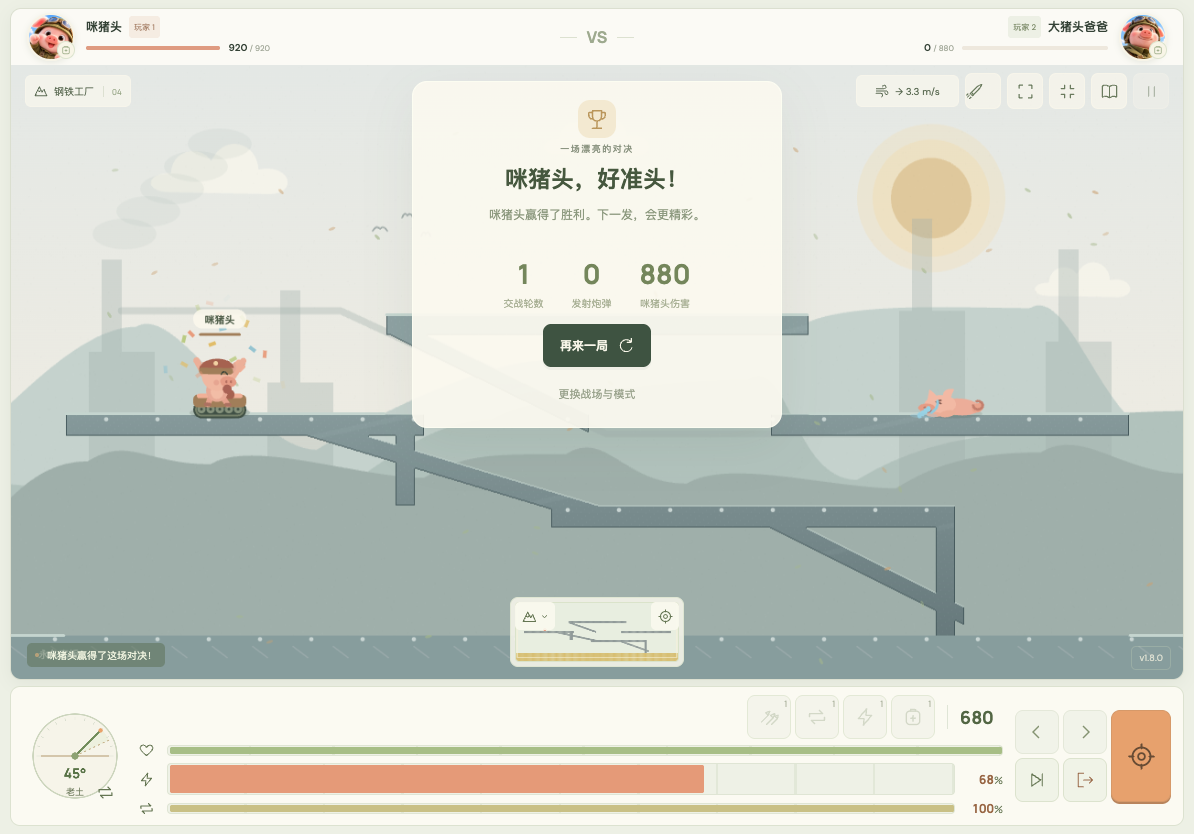 咪猪头 玩家 1
920 / 920
VS
玩家 2 大猪头爸爸
0 / 880
钢铁工厂 04
→ 3.3 m/s
一场漂亮的对决
咪猪头，好准头！
咪猪头赢得了胜利。下一发，会更精彩。
1 0 880
交战轮数 发射炮弹 咪猪头伤害
再来一局
更换战场与模式
咪猪头
咪猪头赢得了这场对决！
v1.8.0
1 1 1 1
680
45°
老土
68%
100%